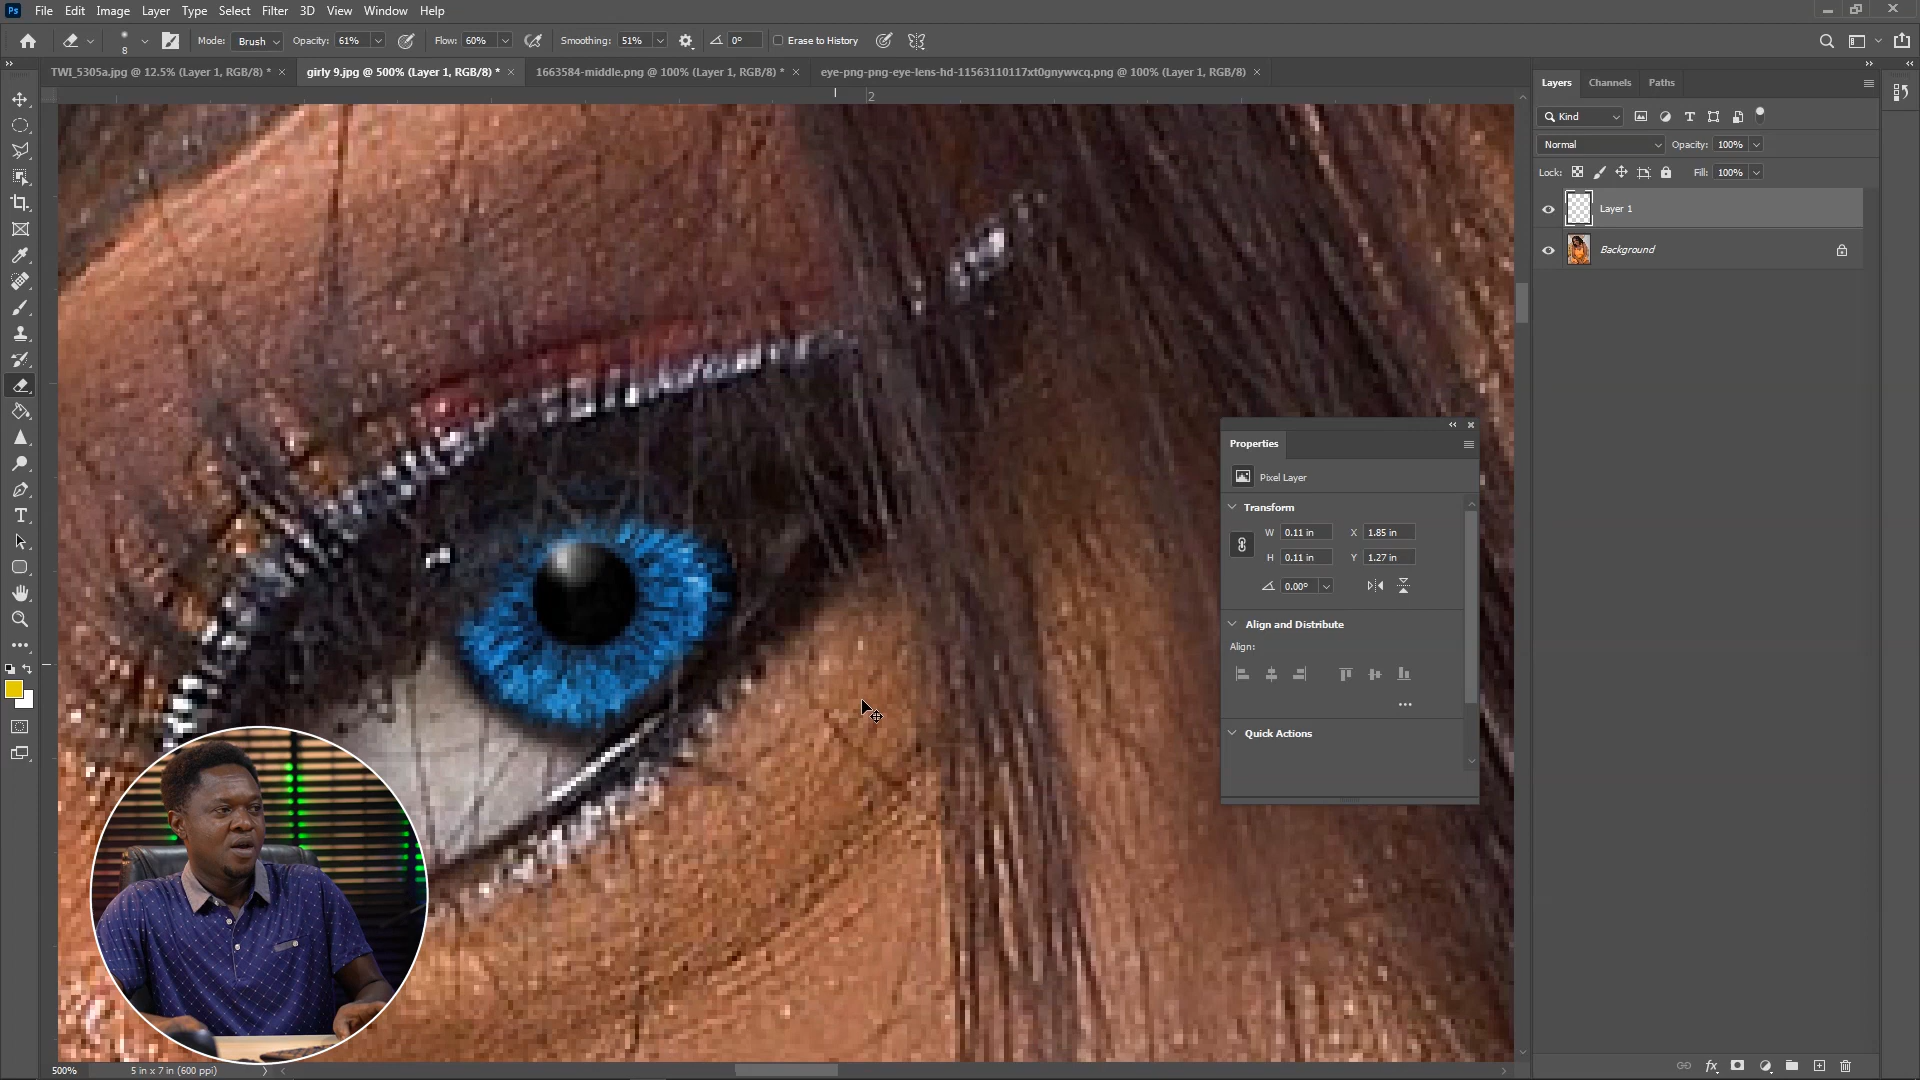 Ps File Edit Image Layer Type Select Filter 3D View Window Help
8 Mode: Brush Opacity: 61% Flow: 60% Smoothing: 51% 0° Erase to History
TWI_5305a.jpg @ 12.5% (Layer 1, RGB/8) * girly 9.jpg @ 500% (Layer 1, RGB/8) * 1663584-middle.png @ 100% (Layer 1, RGB/8) * eye-png-png-eye-lens-hd-11563110117xt0gnywvcq.png @ 100% (Layer 1, RGB/8)
2
Layers Channels Paths
Kind
Normal Opacity: 100%
Lock: Fill: 100%
Layer 1
Background
Properties
Pixel Layer
Transform
W 0.11 in X 1.85 in
H 0.11 in Y 1.27 in
0.00°
Align and Distribute
Align:
Quick Actions
500% 5 in x 7 in (600 ppi)